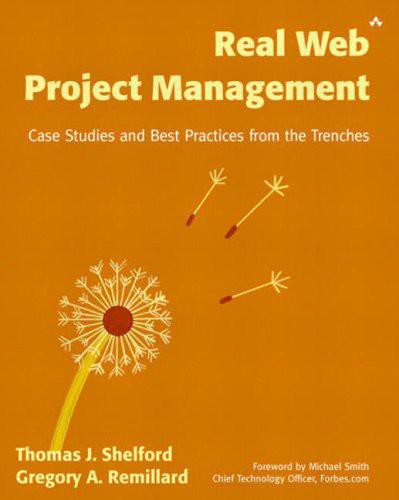 Real Web
Project Management
Case Studies and Best Practices from the Trenches
Thomas J. Shelford
Gregory A. Remillard
Foreword by Michael Smith
Chief Technology Officer, Forbes.com